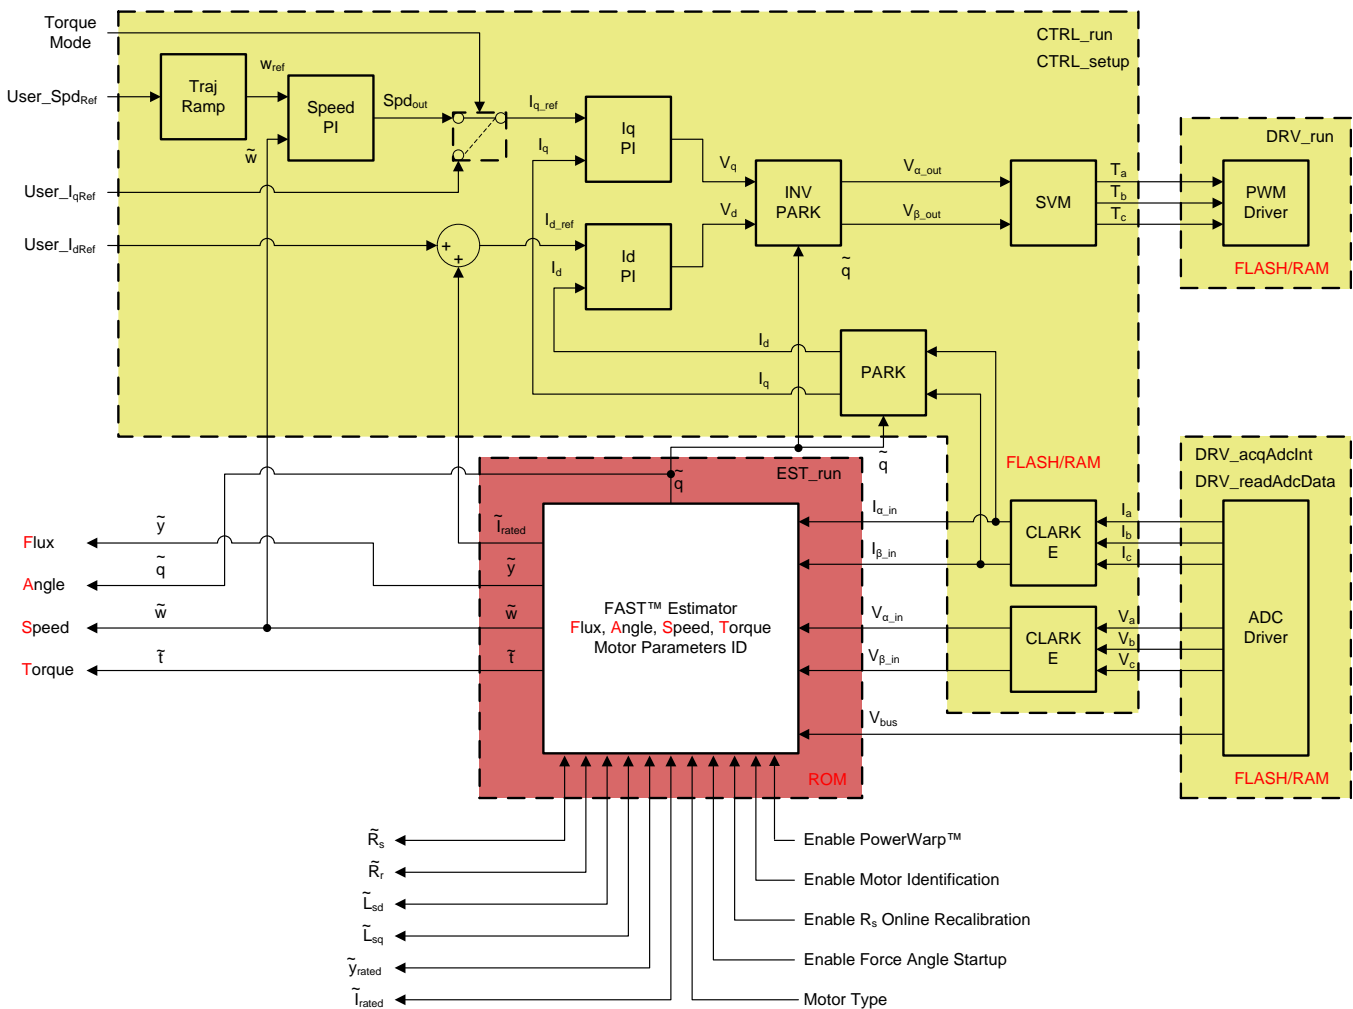 Torque
Mode
CTRL_run
CTRL_setup
User_SpdRef
Traj
Ramp
wref
Speed
PI
w̃
Spdout
Iq_ref
Iq
Iq
PI
User_IqRef
User_IdRef
+
+
Id_ref
Id
Id
PI
Vq
Vd
INV
PARK
q̃
Vα_out
Vβ_out
SVM
Ta
Tb
Tc
DRV_run
PWM
Driver
FLASH/RAM
Id
Iq
PARK
q̃
FLASH/RAM
EST_run
q̃
Ĩrated
ỹ
w̃
t̃
FAST™ Estimator
Flux, Angle, Speed, Torque
Motor Parameters ID
ROM
Flux
ỹ
Angle
q̃
Speed
w̃
Torque
t̃
Iα_in
Iβ_in
Vα_in
Vβ_in
Vbus
CLARK
E
CLARK
E
Ia
Ib
Ic
Va
Vb
Vc
DRV_acqAdcInt
DRV_readAdcData
ADC
Driver
FLASH/RAM
R̃s
R̃r
L̃sd
L̃sq
ỹrated
Ĩrated
Enable PowerWarp™
Enable Motor Identification
Enable Rs Online Recalibration
Enable Force Angle Startup
Motor Type